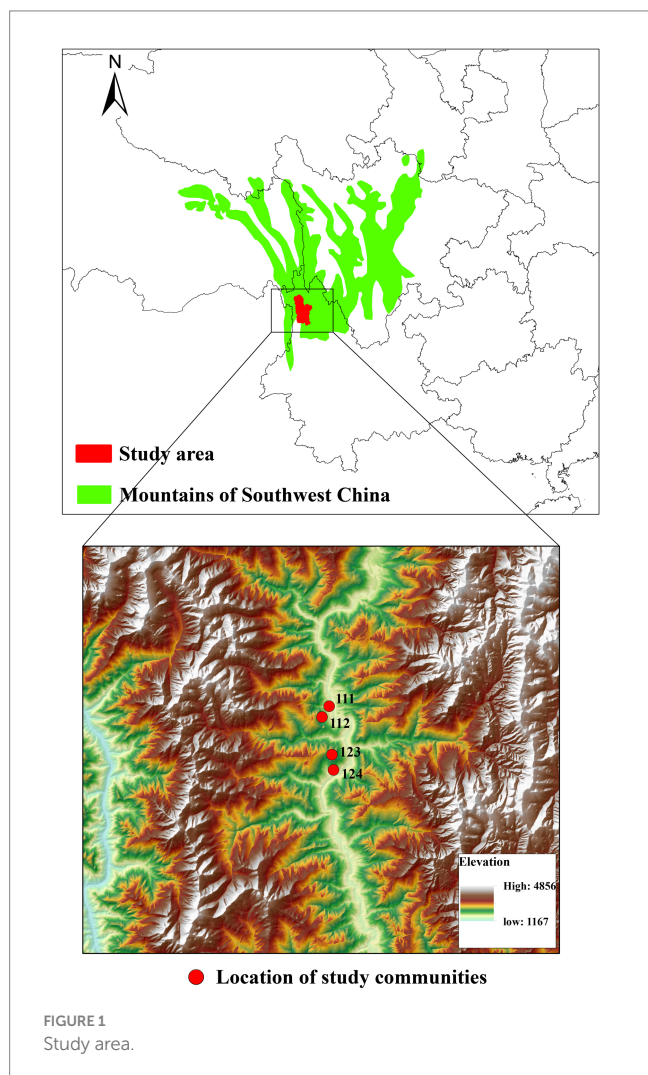 N
Study area
Mountains of Southwest China
111
112
123
124
Elevation
High: 4856
low: 1167
Location of study communities
FIGURE 1
Study area.